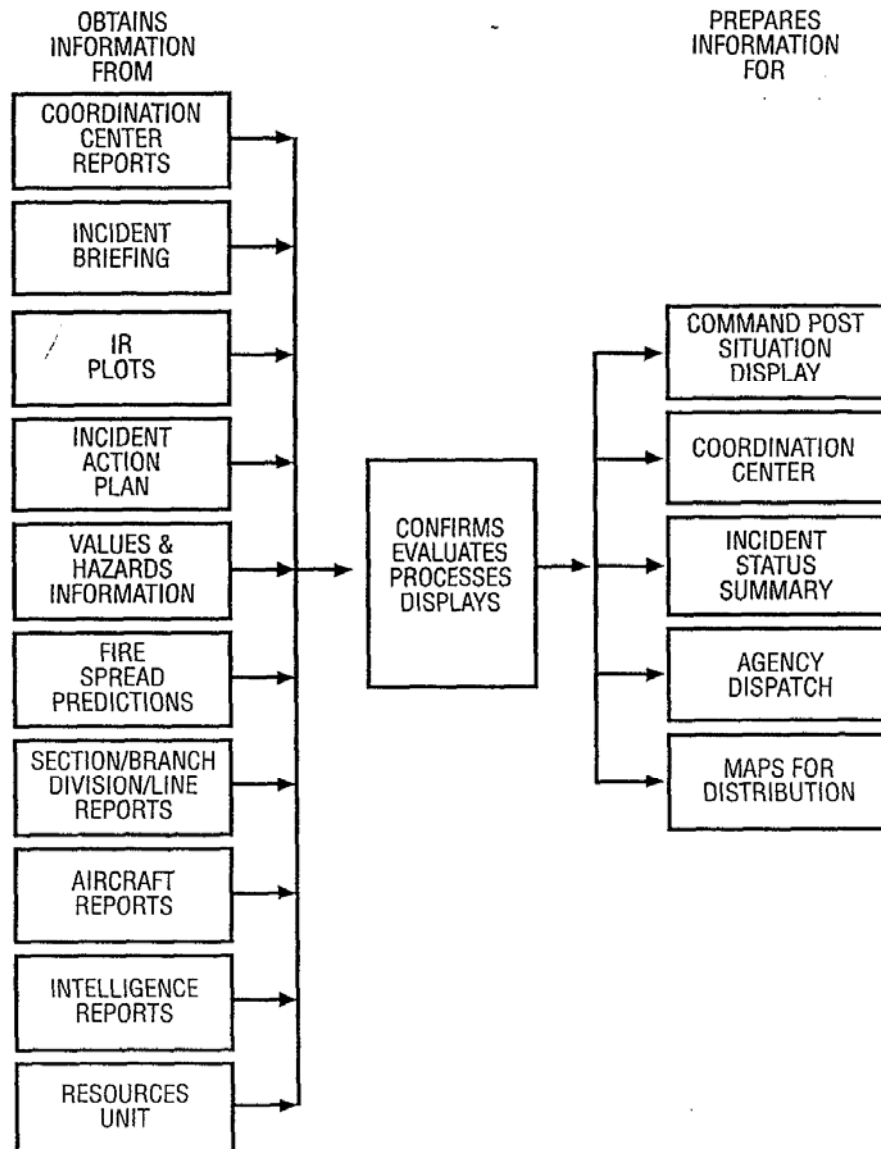 OBTAINS
INFORMATION
FROM
COORDINATION
CENTER
REPORTS
INCIDENT
BRIEFING
IR
PLOTS
INCIDENT
ACTION
PLAN
VALUES &
HAZARDS
INFORMATION
FIRE
SPREAD
PREDICTIONS
SECTION/BRANCH
DIVISION/LINE
REPORTS
AIRCRAFT
REPORTS
INTELLIGENCE
REPORTS
RESOURCES
UNIT
CONFIRMS
EVALUATES
PROCESSES
DISPLAYS
PREPARES
INFORMATION
FOR
COMMAND POST
SITUATION
DISPLAY
COORDINATION
CENTER
INCIDENT
STATUS
SUMMARY
AGENCY
DISPATCH
MAPS FOR
DISTRIBUTION